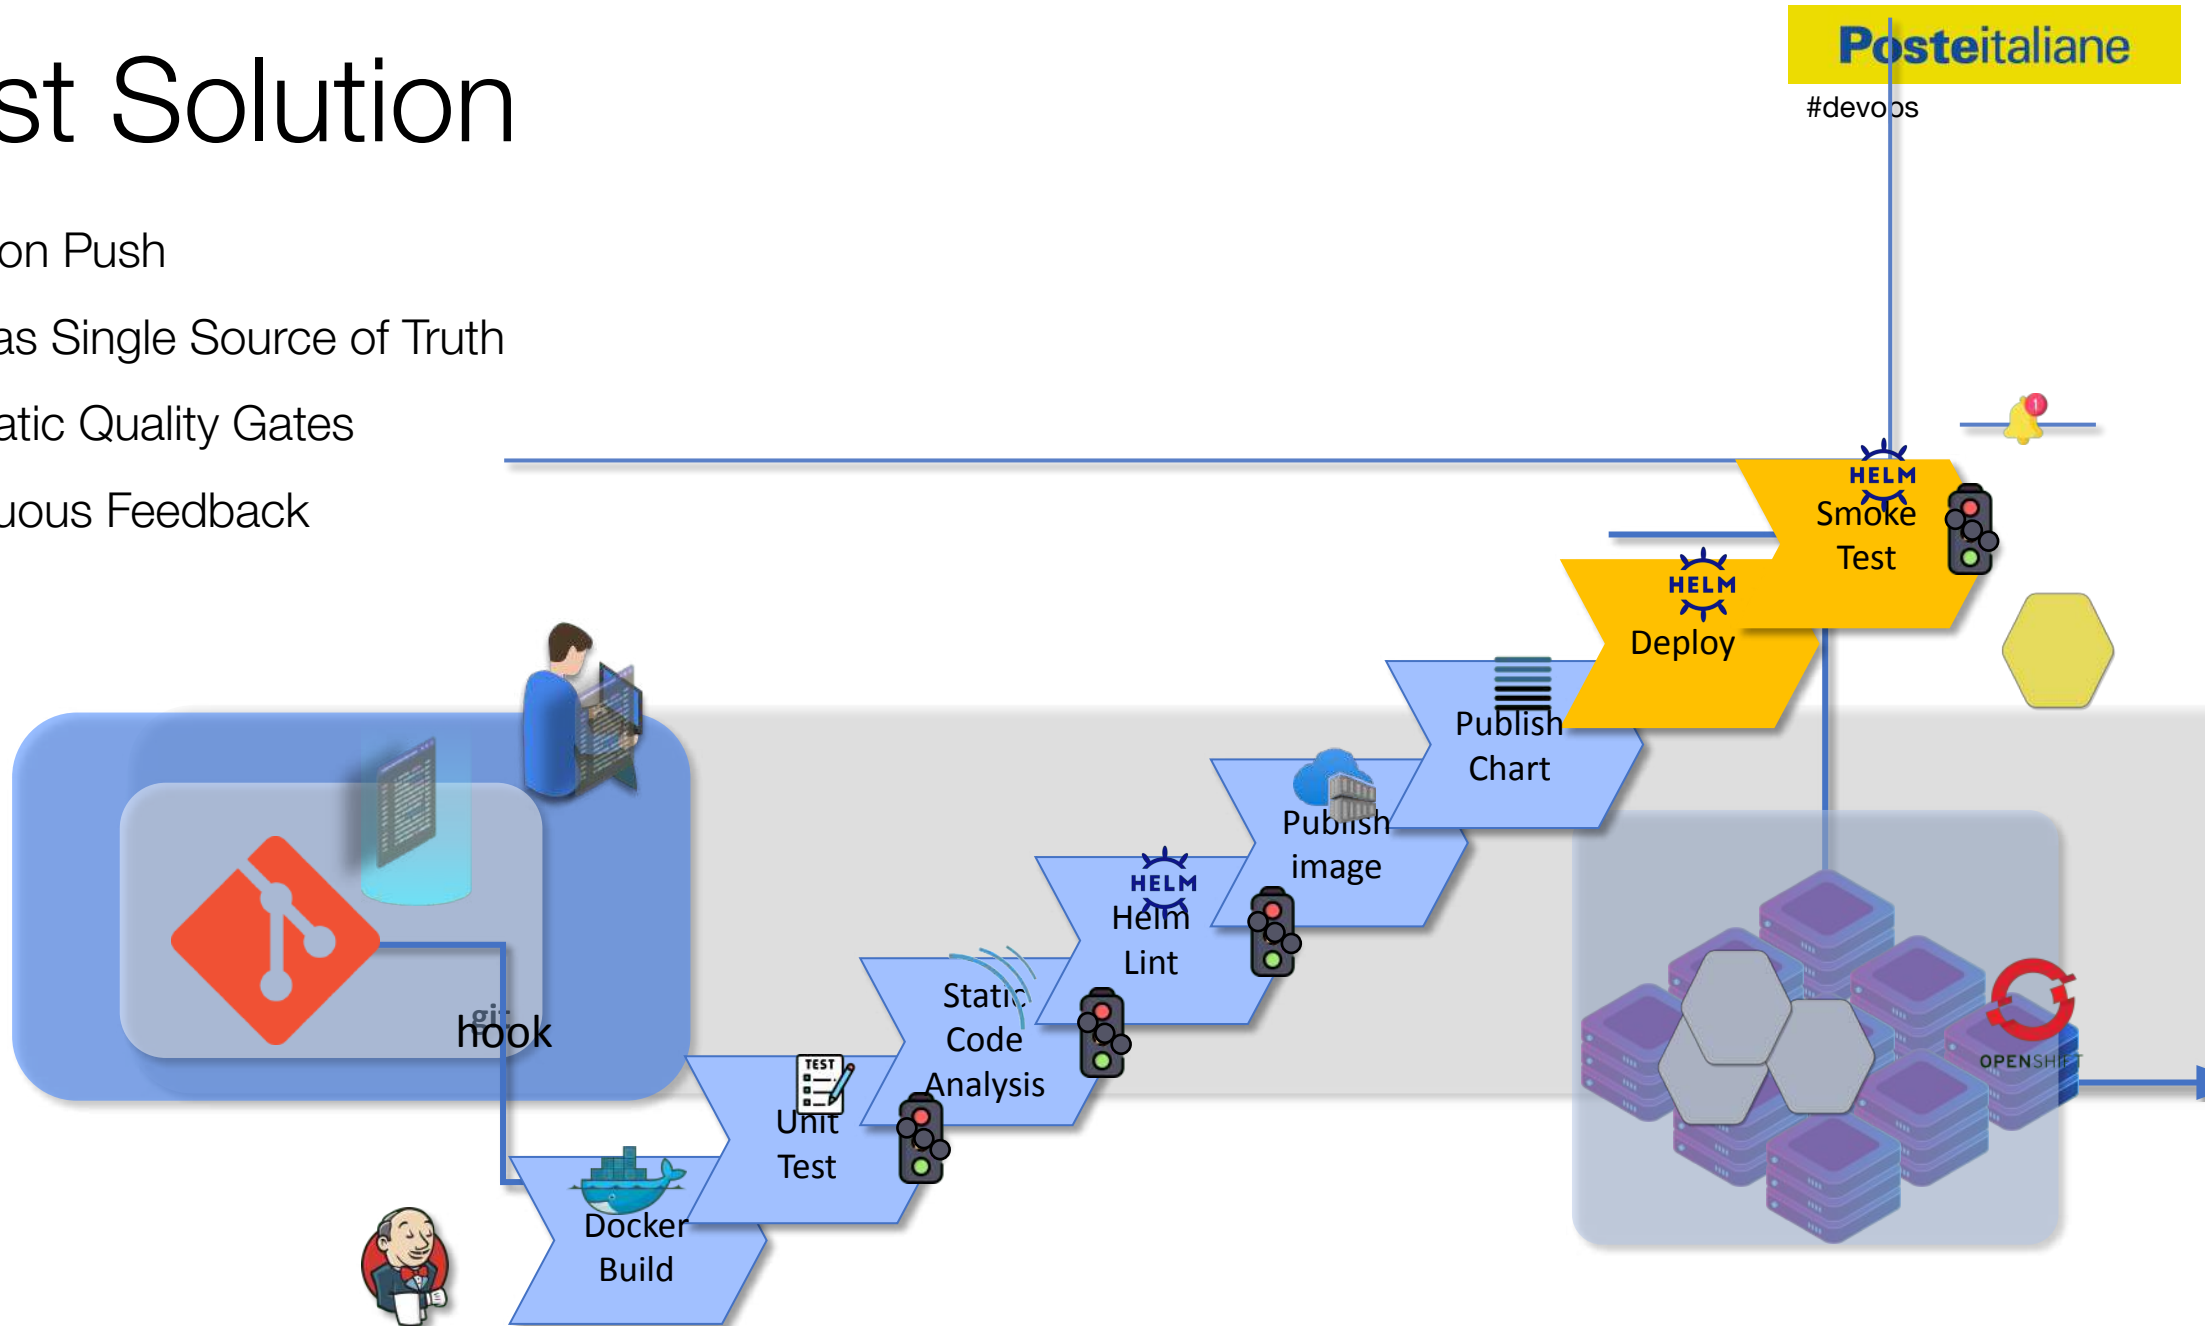 st Solution
Posteitaliane
#devops
on Push
as Single Source of Truth
atic Quality Gates
uous Feedback
1
HELM
Smoke
Test
HELM
Deploy
Publish
Chart
Publish
image
HELM
Helm
Lint
Static
Code
Analysis
TEST
Unit
Test
Docker
Build
git
hook
OPENSHIFT